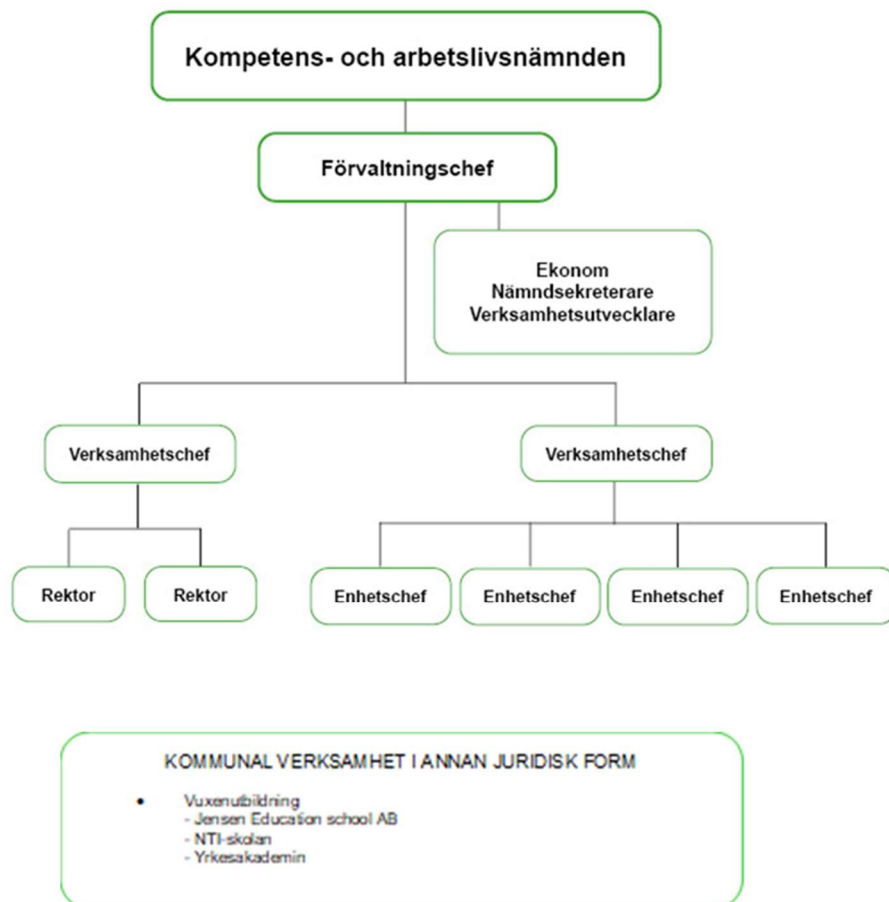 Kompetens- och arbetslivsnämnden
Förvaltningschef
Ekonom
Nämndsekreterare
Verksamhetsutvecklare
Verksamhetschef
Verksamhetschef
Rektor
Rektor
Enhetschef
Enhetschef
Enhetschef
Enhetschef
KOMMUNAL VERKSAMHET I ANNAN JURIDISK FORM
• Vuxenutbildning
- Jensen Education school AB
- NTI-skolan
- Yrkesakademin